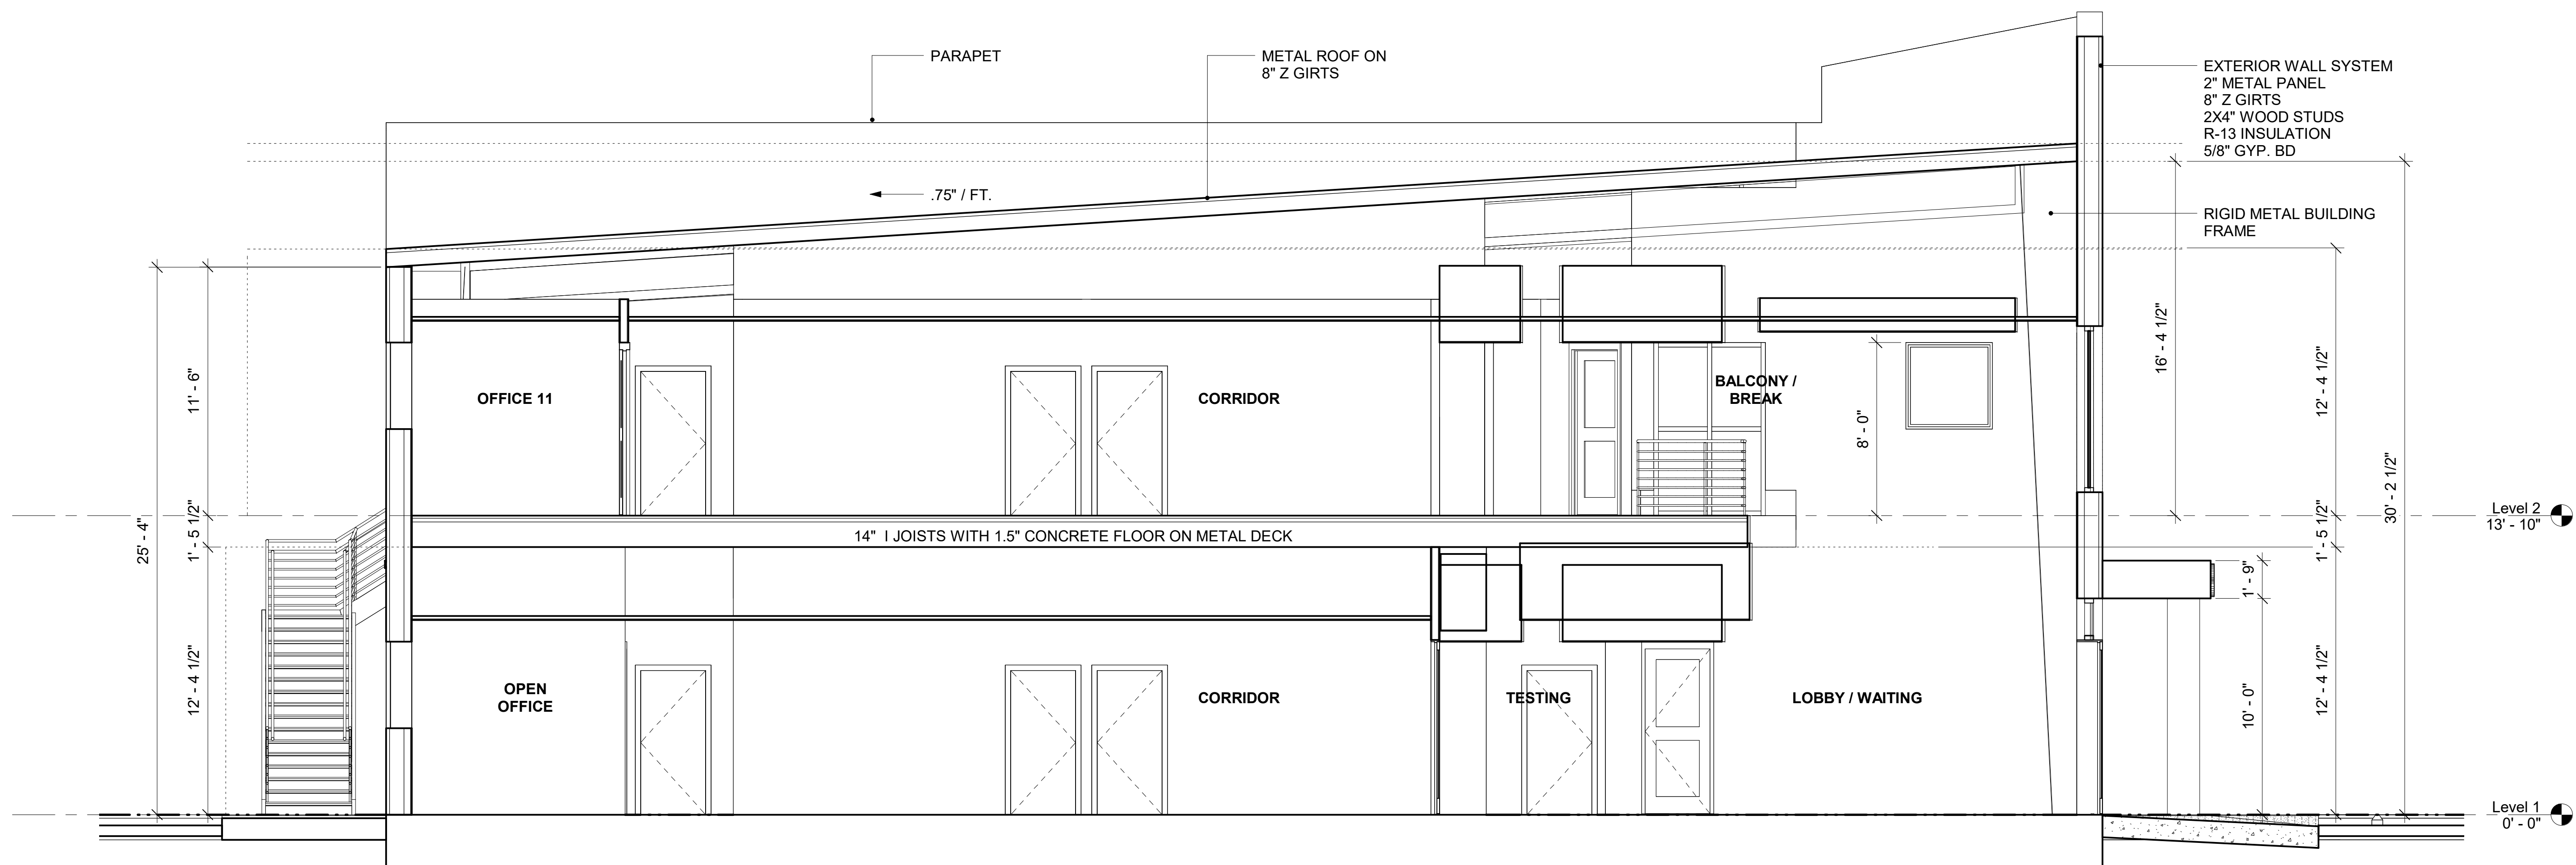 PARAPET
METAL ROOF ON
8" Z GIRTS
EXTERIOR WALL SYSTEM
2" METAL PANEL
8" Z GIRTS
2X4" WOOD STUDS
R-13 INSULATION
5/8" GYP. BD
.75" / FT.
RIGID METAL BUILDING
FRAME
11' - 6"
1' - 5 1/2"
25' - 4"
12' - 4 1/2"
OFFICE 11
CORRIDOR
BALCONY /
BREAK
8' - 0"
16' - 4 1/2"
12' - 4 1/2"
30' - 2 1/2"
1' - 5 1/2"
Level 2
13' - 10"
14" I JOISTS WITH 1.5" CONCRETE FLOOR ON METAL DECK
1' - 9"
10' - 0"
12' - 4 1/2"
OPEN
OFFICE
CORRIDOR
TESTING
LOBBY / WAITING
Level 1
0' - 0"